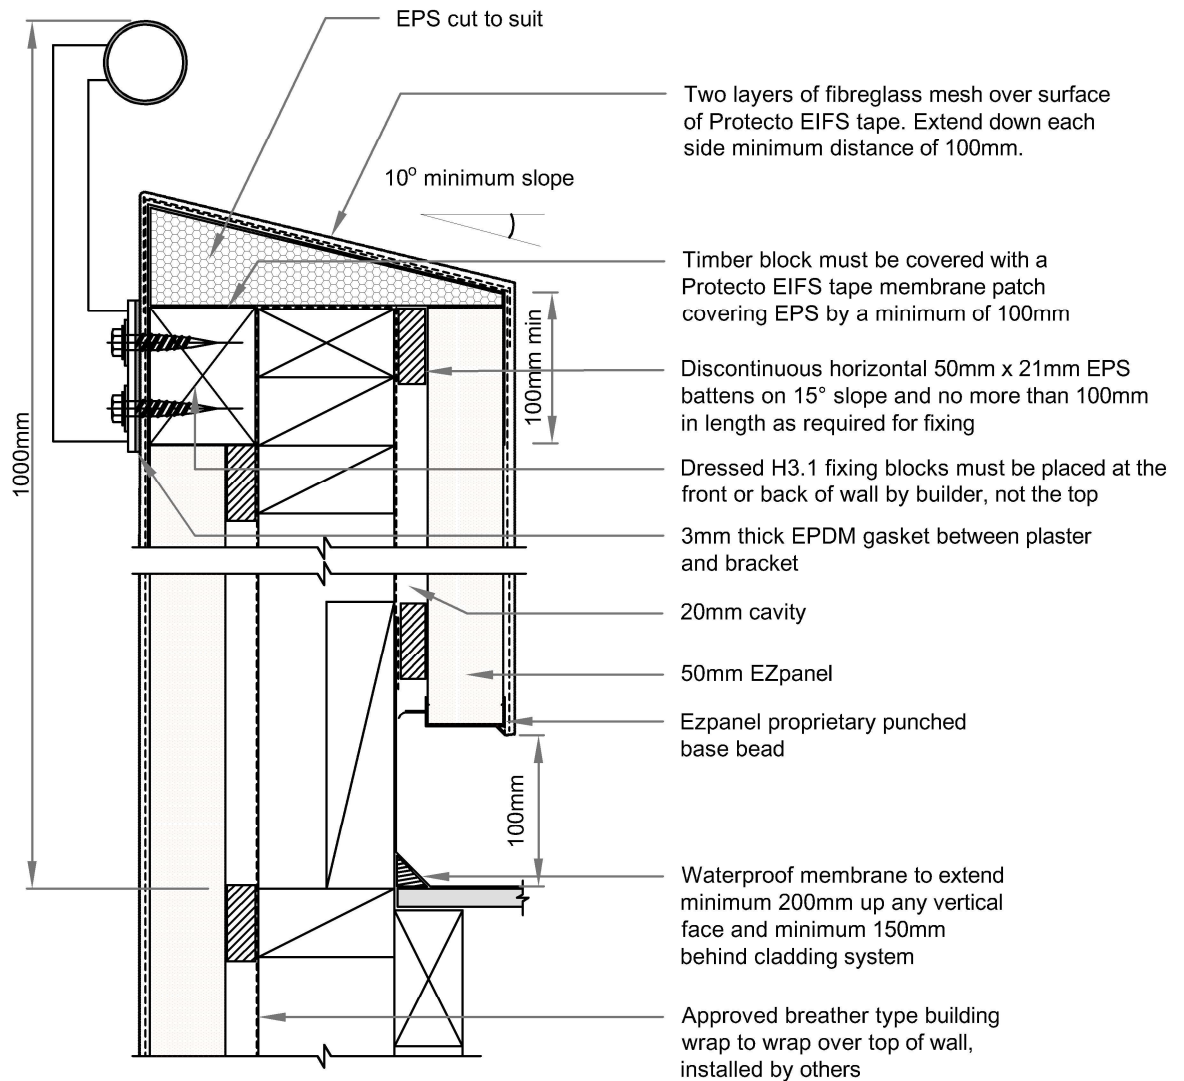 EPS cut to suit
Two layers of fibreglass mesh over surface
of Protecto EIFS tape. Extend down each
side minimum distance of 100mm.
10° minimum slope
Timber block must be covered with a
Protecto EIFS tape membrane patch
covering EPS by a minimum of 100mm
100mm min
Discontinuous horizontal 50mm x 21mm EPS
battens on 15° slope and no more than 100mm
in length as required for fixing
1000mm
Dressed H3.1 fixing blocks must be placed at the
front or back of wall by builder, not the top
3mm thick EPDM gasket between plaster
and bracket
20mm cavity
50mm EZpanel
Ezpanel proprietary punched
base bead
100mm
Waterproof membrane to extend
minimum 200mm up any vertical
face and minimum 150mm
behind cladding system
Approved breather type building
wrap to wrap over top of wall,
installed by others